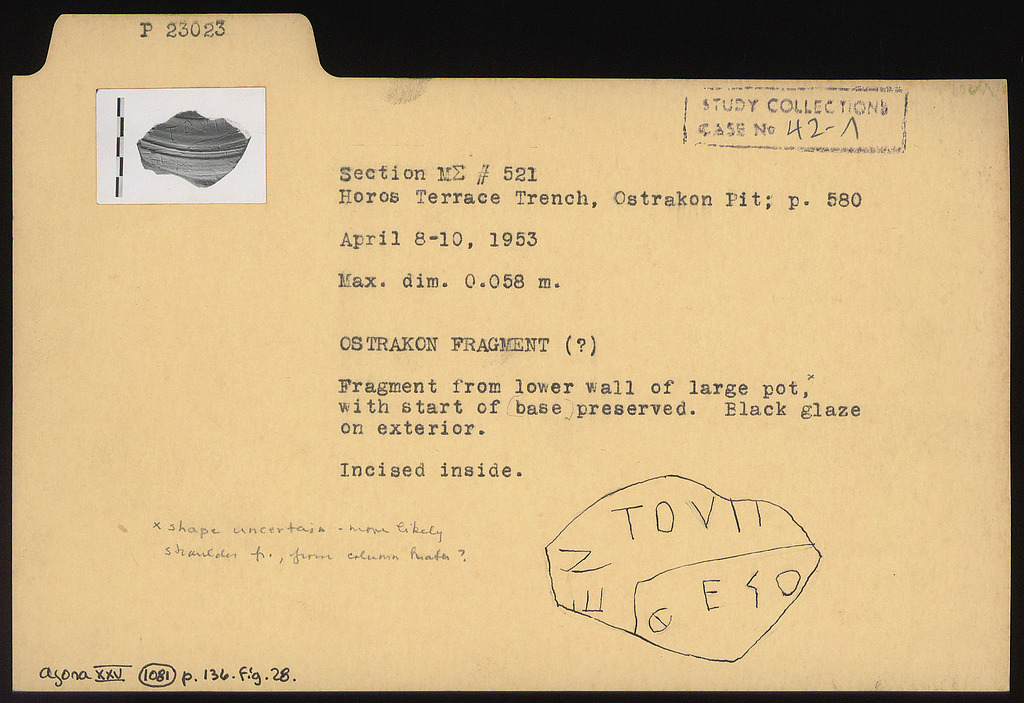 P 23023
STUDY COLLECTIONS
CASE No 42-1
Section ΜΣ # 521
Horos Terrace Trench, Ostrakon Pit; p. 580
April 8-10, 1953
Max. dim. 0.058 m.
OSTRAKON FRAGMENT (?)
Fragment from lower wall of large pot,ˣ
with start of (base) preserved. Black glaze
on exterior.
Incised inside.
x shape uncertain - more likely
shoulder fr., from column krater?
agora XXV 1081 p. 136. fig. 28.